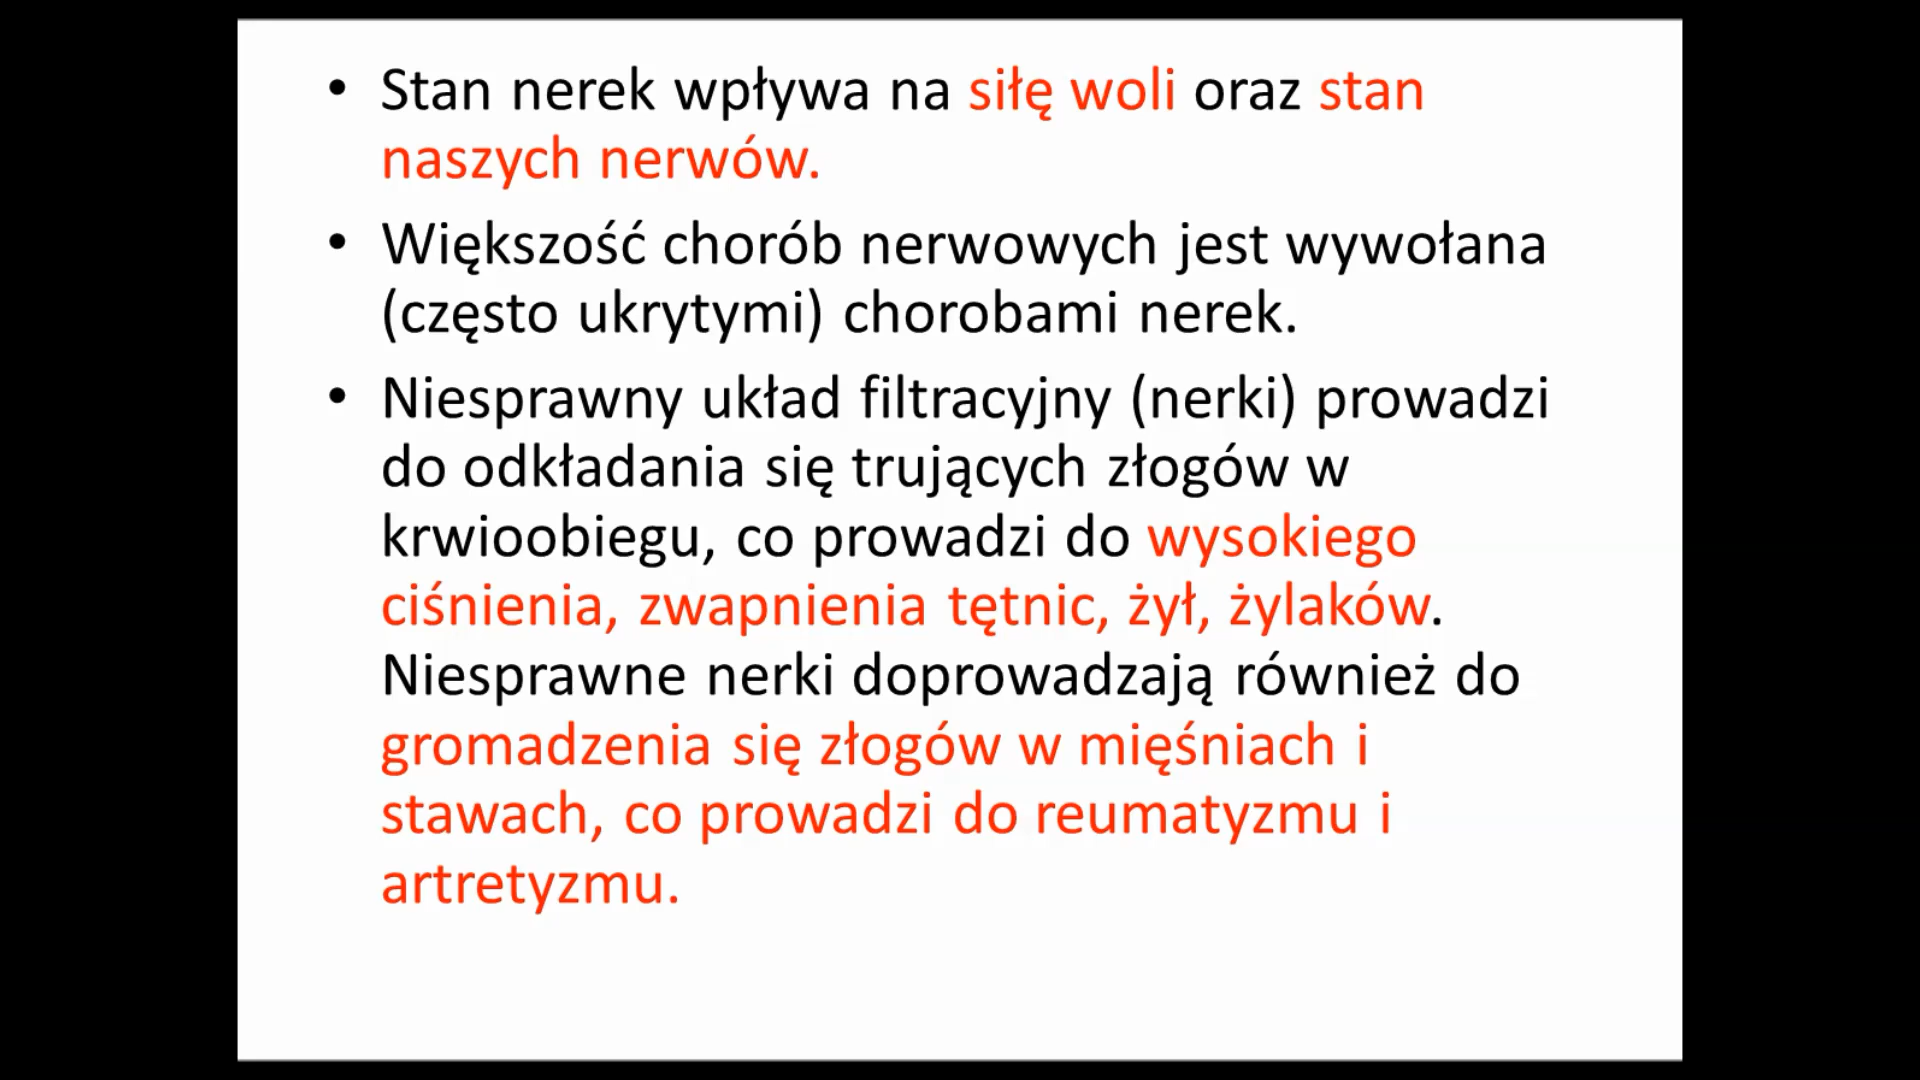 • Stan nerek wpływa na siłę woli oraz stan
naszych nerwów.
• Większość chorób nerwowych jest wywołana
(często ukrytymi) chorobami nerek.
• Niesprawny układ filtracyjny (nerki) prowadzi
do odkładania się trujących złogów w
krwioobiegu, co prowadzi do wysokiego
ciśnienia, zwapnienia tętnic, żył, żylaków.
Niesprawne nerki doprowadzają również do
gromadzenia się złogów w mięśniach i
stawach, co prowadzi do reumatyzmu i
artretyzmu.